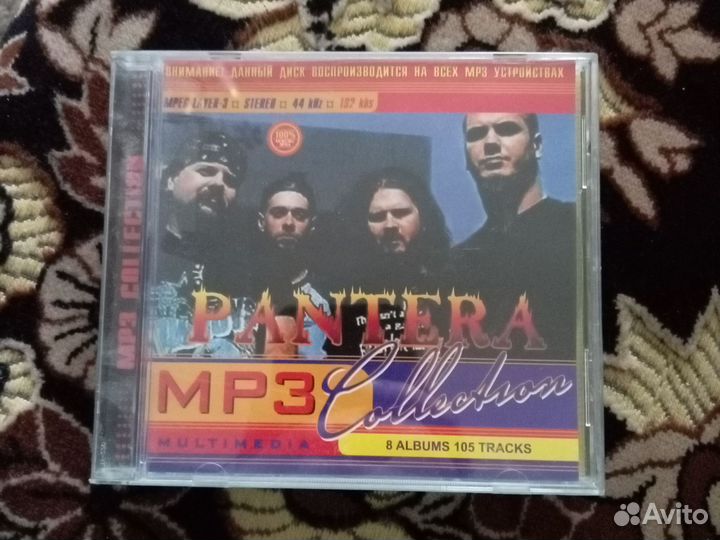 ВНИМАНИЕ! ДАННЫЙ ДИСК ВОСПРОИЗВОДИТСЯ НА ВСЕХ MP3 УСТРОЙСТВАХ
MPEG LAYER-3 STEREO 44 kHz 192 kbs
100%
MP3 COLLECTION
PANTERA
MP3 Collection
MULTIMEDIA
8 ALBUMS 105 TRACKS
Avito